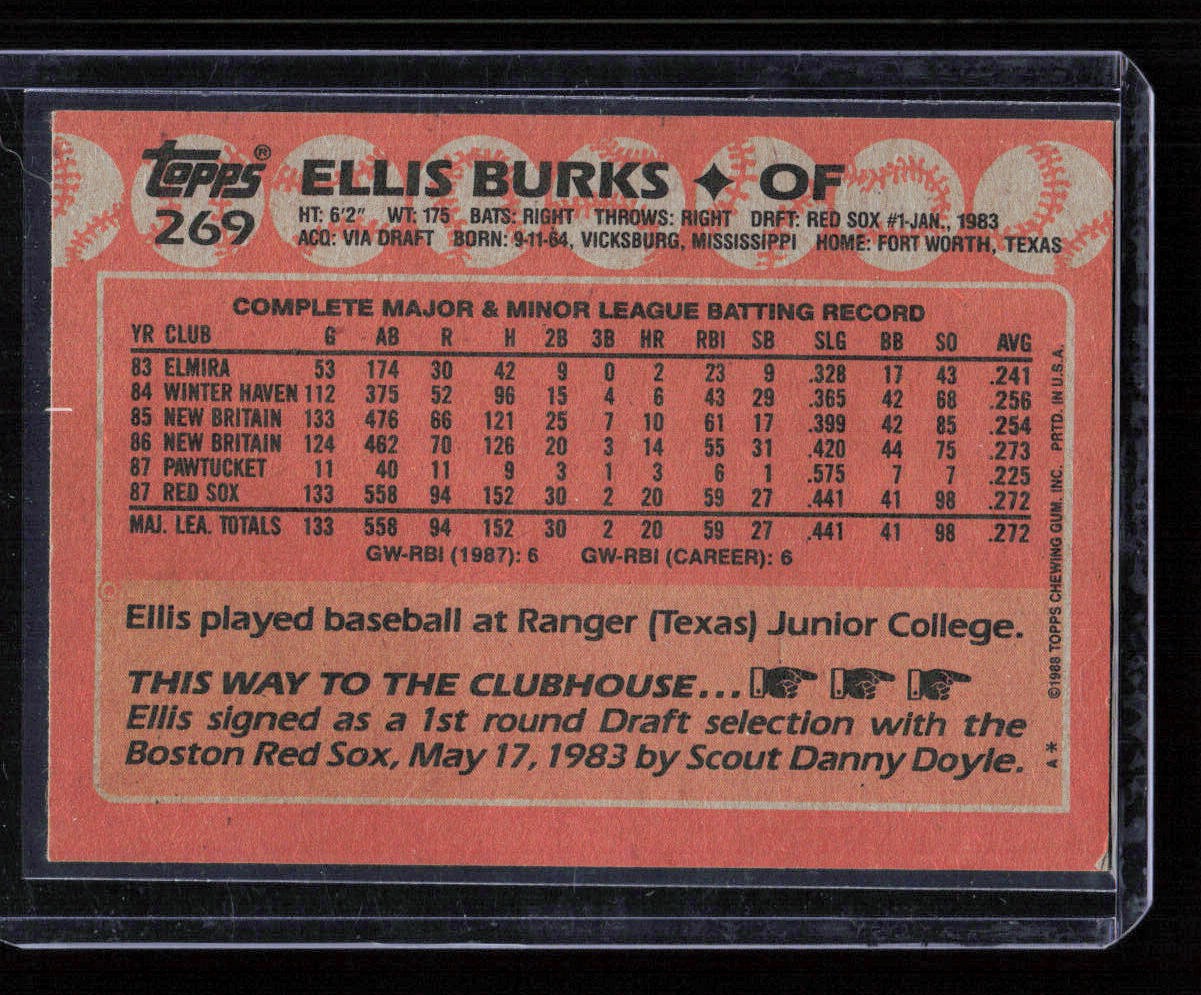 topps® ELLIS BURKS ✦ OF
269
HT: 6'2" WT: 175 BATS: RIGHT THROWS: RIGHT DRFT: RED SOX #1-JAN., 1983
ACQ: VIA DRAFT BORN: 9-11-64, VICKSBURG, MISSISSIPPI HOME: FORT WORTH, TEXAS
COMPLETE MAJOR & MINOR LEAGUE BATTING RECORD
YR CLUB G AB R H 2B 3B HR RBI SB SLG BB SO AVG
83 ELMIRA 53 174 30 42 9 0 2 23 9 .328 17 43 .241
84 WINTER HAVEN 112 375 52 96 15 4 6 43 29 .365 42 68 .256
85 NEW BRITAIN 133 476 66 121 25 7 10 61 17 .399 42 85 .254
86 NEW BRITAIN 124 462 70 126 20 3 14 55 31 .420 44 75 .273
87 PAWTUCKET 11 40 11 9 3 1 3 6 1 .575 7 7 .225
87 RED SOX 133 558 94 152 30 2 20 59 27 .441 41 98 .272
MAJ. LEA. TOTALS 133 558 94 152 30 2 20 59 27 .441 41 98 .272
GW-RBI (1987): 6 GW-RBI (CAREER): 6
Ellis played baseball at Ranger (Texas) Junior College.
THIS WAY TO THE CLUBHOUSE...
Ellis signed as a 1st round Draft selection with the
Boston Red Sox, May 17, 1983 by Scout Danny Doyle.
A* ©1988 TOPPS CHEWING GUM, INC. PRTD. IN U.S.A.